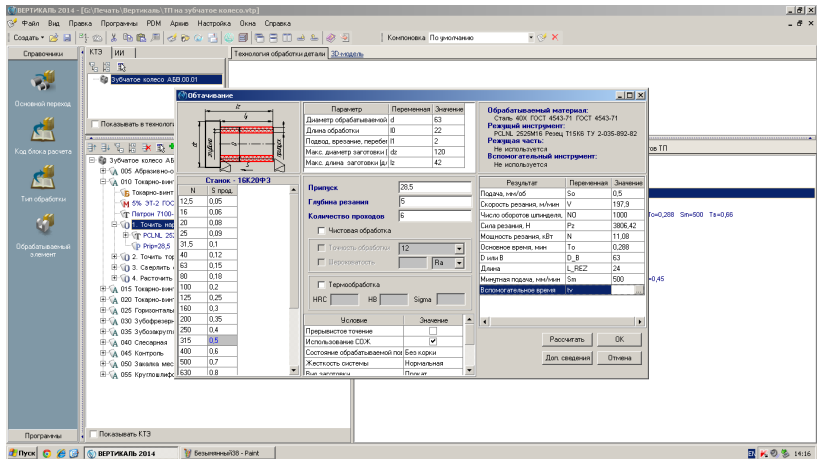 ВЕРТИКАЛЬ 2014 - [G:\Печать\Вертикаль\ТП на зубчатое колесо.vtp]
Файл Вид Правка Программы PDM Архив Настройка Окна Справка
Создать Компоновка По умолчанию
Справочники
Основной переход
Код блока расчета
Тип обработки
Обрабатываемый элемент
Программы
КТЭ ИИ
Зубчатое колесо АБВ.00.01
Показывать в технолог
Технология обработки детали 3D-модель
Зубчатое колесо АБ
005 Абразивно-о
010 Токарно-винт
Токарно-винт
5% ЭТ-2 ГОС
Патрон 7100-
1. Точить нар
PCLNL 252
Prip=28,5
2. Точить тор
3. Сверлить
4. Расточить
015 Токарно-винт
020 Токарно-винт
025 Горизонталь
030 Зубофрезерн
035 Зубозакругл
040 Слесарная
045 Контроль
050 Закалка мес
055 Круглошлифо
Показывать КТЭ
ов ТП
To=0,288 Sm=500 Тв=0,66
=0,45
Обтачивание
Параметр Переменная Значение
Диаметр обрабатываемой d 63
Длина обработки l0 22
Подвод, врезание, перебег l1 2
Макс. диаметр заготовки ( dz 120
Макс. длина заготовки (дл lz 42
Обрабатываемый материал:
Сталь 40Х ГОСТ 4543-71 ГОСТ 4543-71
Режущий инструмент:
PCLNL 2525M16 Резец Т15К6 ТУ 2-035-892-82
Режущая часть:
Не используется
Вспомогательный инструмент:
Не используется
Станок - 16К20Ф3
N S прод.
12,5 0,05
16 0,06
20 0,08
25 0,09
31,5 0,1
40 0,12
63 0,15
80 0,18
100 0,2
125 0,25
160 0,3
200 0,35
250 0,4
315 0,5
400 0,6
500 0,7
630 0,8
Припуск 28,5
Глубина резания 5
Количество проходов 6
Чистовая обработка
Точность обработки 12
Шероховатость Ra
Термообработка
HRC HB Sigma
Условие Значение
Прерывистое точение
Использование СОЖ
Состояние обрабатываемой пов Без корки
Жесткость системы Нормальная
Вид заготовки Прокат
Результат Переменная Значение
Подача, мм/об So 0,5
Скорость резания, м/мин V 197,9
Число оборотов шпинделя, NO 1000
Сила резания, Н Pz 3806,42
Мощность резания, кВт N 11,08
Основное время, мин To 0,288
D или B D_B 63
Длина L_REZ 24
Минутная подача, мм/мин Sm 500
Вспомогательное время tv ...
Рассчитать OK
Доп. сведения Отмена
Пуск ВЕРТИКАЛЬ 2014 Безымянный38 - Paint EN 14:16